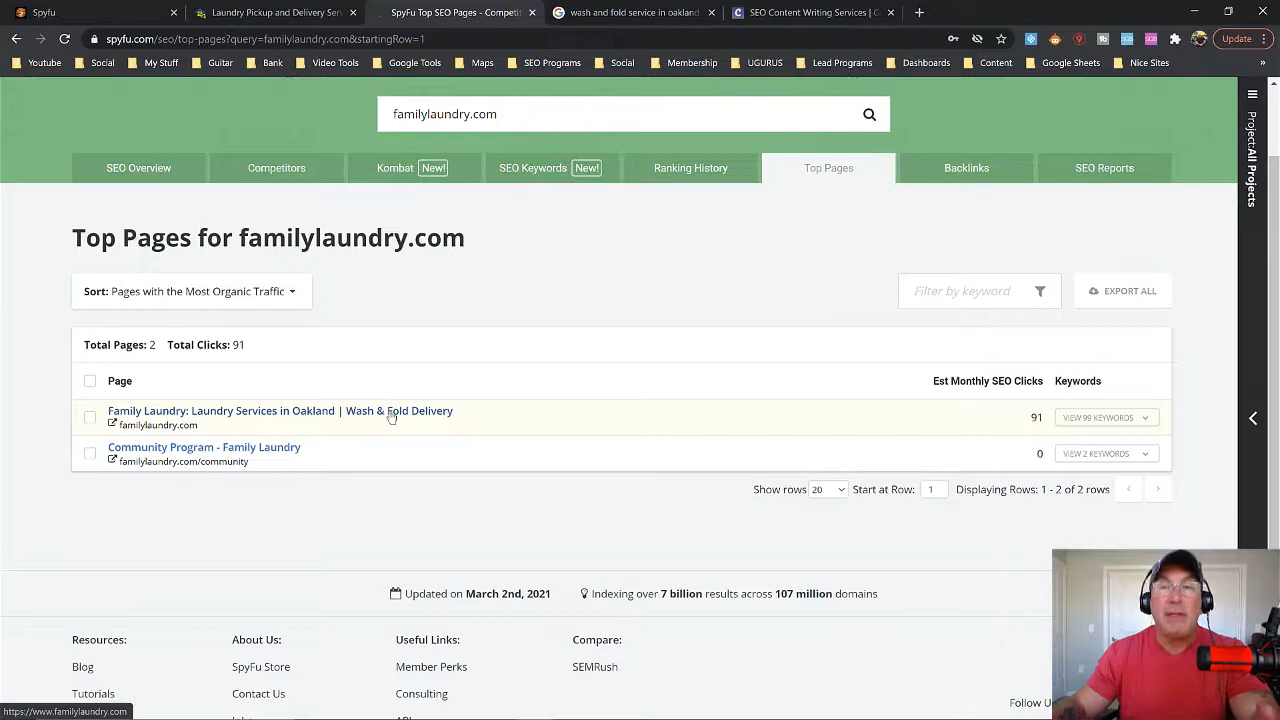 Spyfu
Laundry Pickup and Delivery Serv
SpyFu Top SEO Pages - Competit
wash and fold service in oakland
SEO Content Writing Services | C
spyfu.com/seo/top-pages?query=familylaundry.com&startingRow=1
Update
Youtube
Social
My Stuff
Guitar
Bank
Video Tools
Google Tools
Maps
SEO Programs
Social
Membership
UGURUS
Lead Programs
Dashboards
Content
Google Sheets
Nice Sites
familylaundry.com
SEO Overview
Competitors
Kombat New!
SEO Keywords New!
Ranking History
Top Pages
Backlinks
SEO Reports
Project: All Projects
Top Pages for familylaundry.com
Sort: Pages with the Most Organic Traffic
Filter by keyword
EXPORT ALL
Total Pages: 2 Total Clicks: 91
Page
Est Monthly SEO Clicks
Keywords
Family Laundry: Laundry Services in Oakland | Wash & Fold Delivery
familylaundry.com
91
VIEW 99 KEYWORDS
Community Program - Family Laundry
familylaundry.com/community
0
VIEW 2 KEYWORDS
Show rows 20 Start at Row: 1 Displaying Rows: 1 - 2 of 2 rows
Updated on March 2nd, 2021
Indexing over 7 billion results across 107 million domains
Resources:
About Us:
Useful Links:
Compare:
Blog
SpyFu Store
Member Perks
SEMRush
Tutorials
Contact Us
Consulting
Follow U
https://www.familylaundry.com